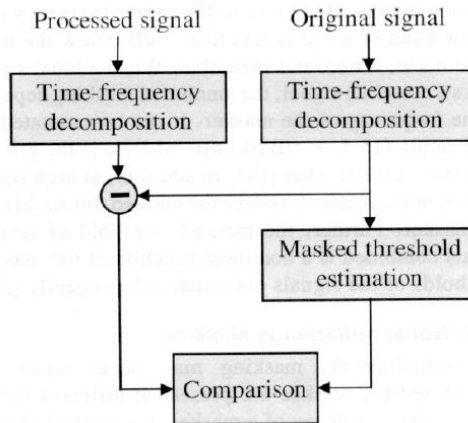 Processed signal
Original signal
Time-frequency
decomposition
Time-frequency
decomposition
−
Masked threshold
estimation
Comparison